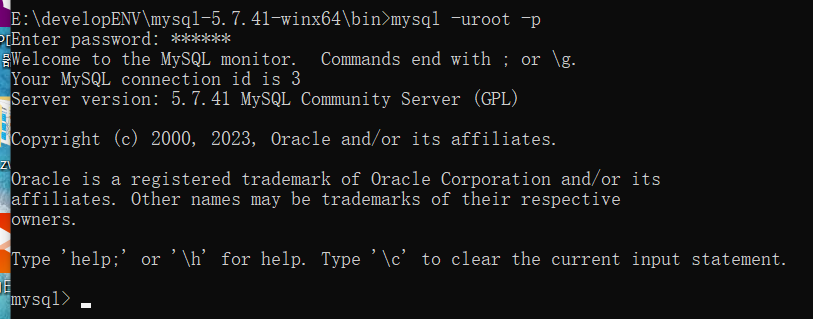 E:\developENV\mysql-5.7.41-winx64\bin>mysql -uroot -p
Enter password: ******
Welcome to the MySQL monitor.  Commands end with ; or \g.
Your MySQL connection id is 3
Server version: 5.7.41 MySQL Community Server (GPL)
Copyright (c) 2000, 2023, Oracle and/or its affiliates.
Oracle is a registered trademark of Oracle Corporation and/or its
affiliates. Other names may be trademarks of their respective
owners.
Type 'help;' or '\h' for help. Type '\c' to clear the current input statement.
mysql>